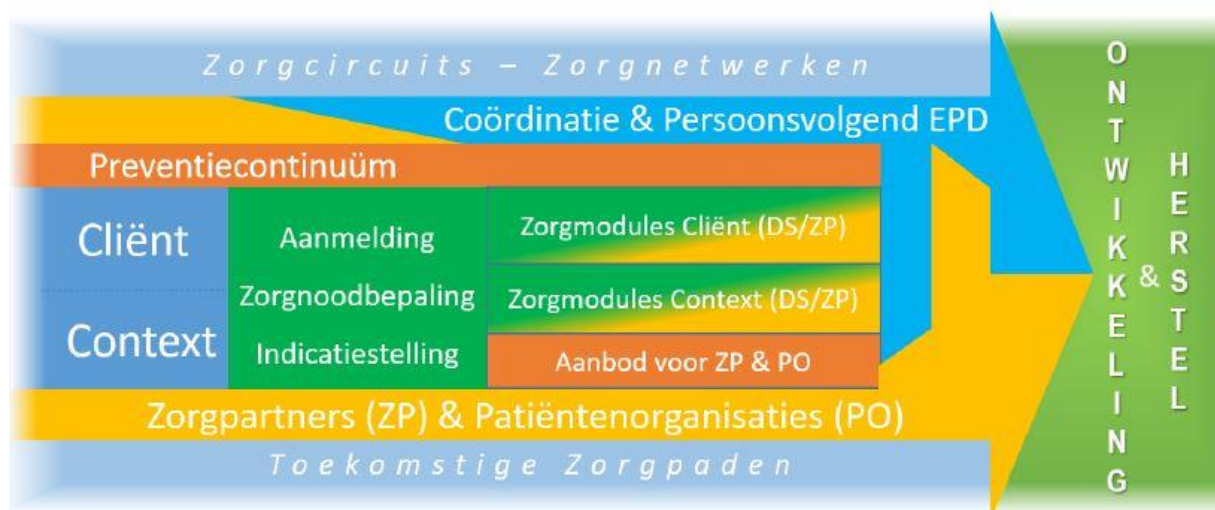 Zorgcircuits – Zorgnetwerken
Coördinatie & Persoonsvolgend EPD
Preventiecontinuüm
Cliënt
Context
Aanmelding
Zorgnoodbepaling
Indicatiestelling
Zorgmodules Cliënt (DS/ZP)
Zorgmodules Context (DS/ZP)
Aanbod voor ZP & PO
Zorgpartners (ZP) & Patiëntenorganisaties (PO)
Toekomstige Zorgpaden
ONTWIKKELING
&
HERSTEL